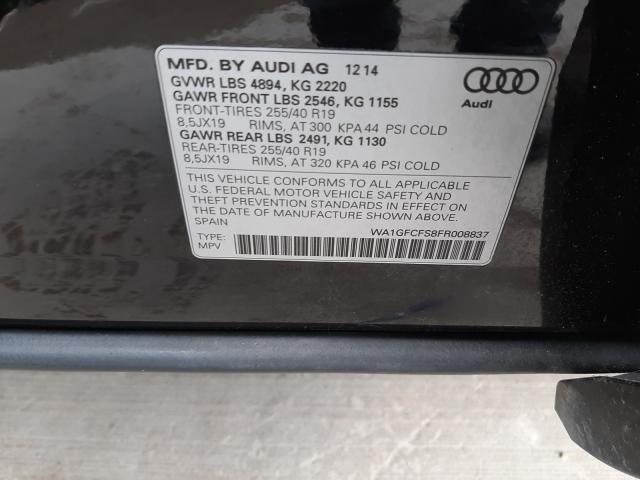 MFD. BY AUDI AG 12 14
GVWR LBS 4894, KG 2220
GAWR FRONT LBS 2546, KG 1155
FRONT-TIRES 255/40 R19
8,5JX19 RIMS, AT 300 KPA 44 PSI COLD
GAWR REAR LBS 2491, KG 1130
REAR-TIRES 255/40 R19
8,5JX19 RIMS, AT 320 KPA 46 PSI COLD
Audi
THIS VEHICLE CONFORMS TO ALL APPLICABLE
U.S. FEDERAL MOTOR VEHICLE SAFETY AND
THEFT PREVENTION STANDARDS IN EFFECT ON
THE DATE OF MANUFACTURE SHOWN ABOVE.
SPAIN
WA1GFCFS8FR008837
TYPE:
MPV